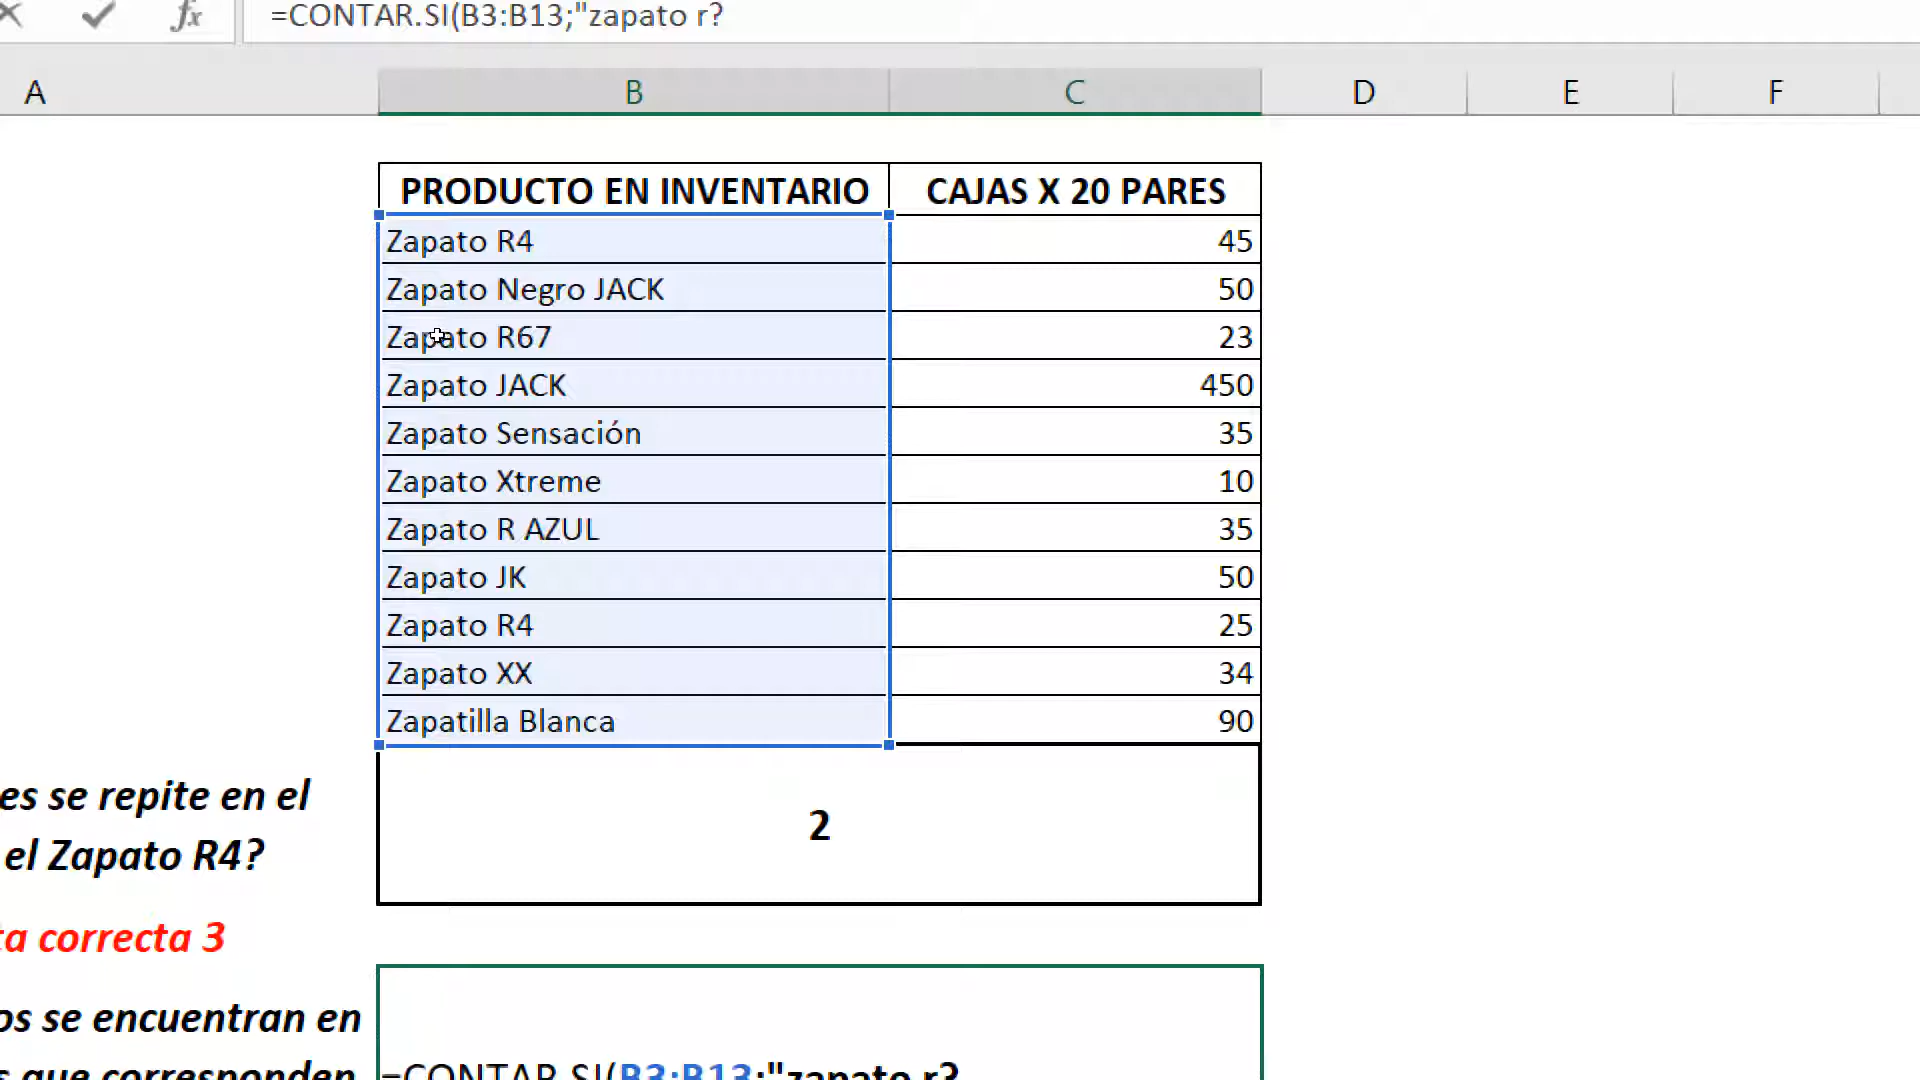 fx =CONTAR.SI(B3:B13;"zapato r?
A B C D E F
PRODUCTO EN INVENTARIO CAJAS X 20 PARES
Zapato R4 45
Zapato Negro JACK 50
Zapato R67 23
Zapato JACK 450
Zapato Sensación 35
Zapato Xtreme 10
Zapato R AZUL 35
Zapato JK 50
Zapato R4 25
Zapato XX 34
Zapatilla Blanca 90
es se repite en el
el Zapato R4?
2
ta correcta 3
os se encuentran en
s que corresponden
=CONTAR.SI(B3:B13;"zapato r?